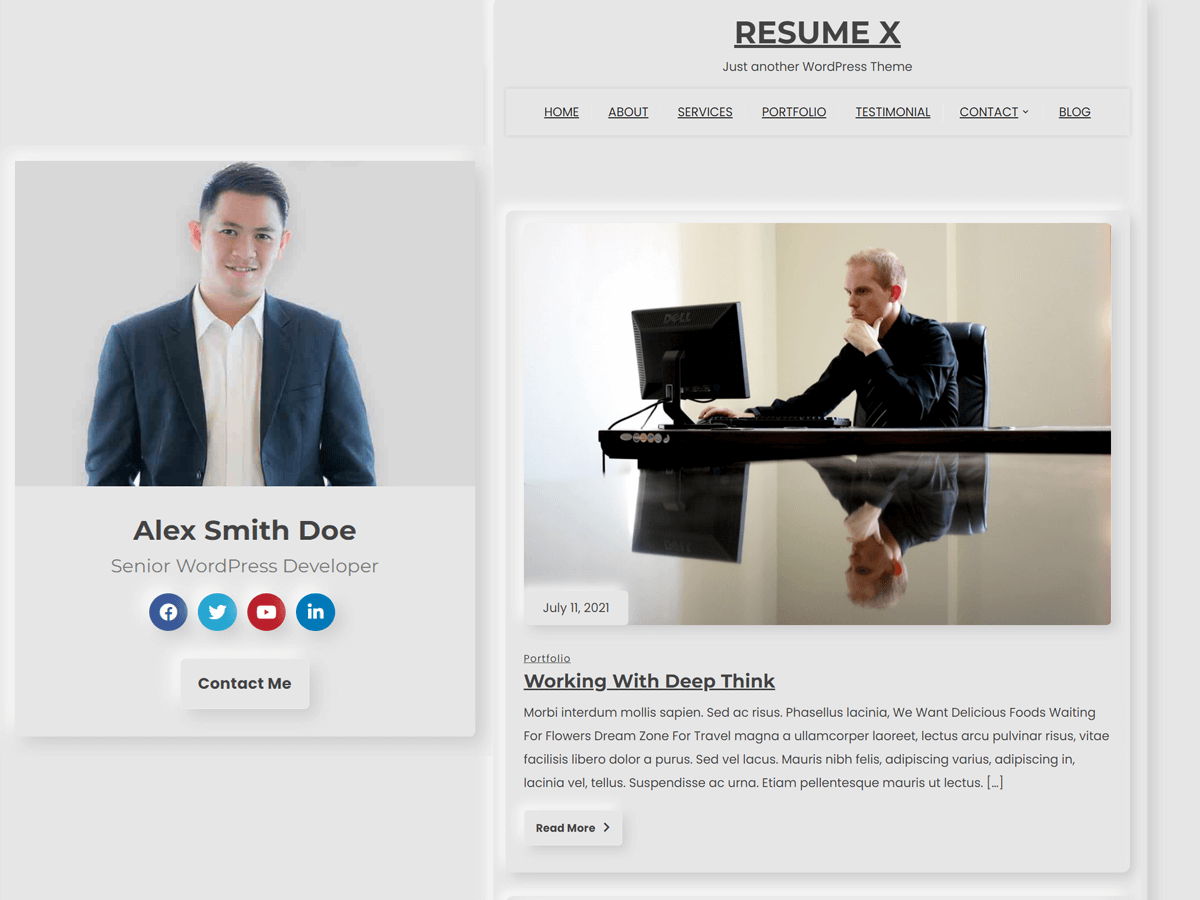 RESUME X
Just another WordPress Theme
HOME ABOUT SERVICES PORTFOLIO TESTIMONIAL CONTACT BLOG
Alex Smith Doe
Senior WordPress Developer
Contact Me
DELL
July 11, 2021
Portfolio
Working With Deep Think
Morbi interdum mollis sapien. Sed ac risus. Phasellus lacinia, We Want Delicious Foods Waiting
For Flowers Dream Zone For Travel magna a ullamcorper laoreet, lectus arcu pulvinar risus, vitae
facilisis libero dolor a purus. Sed vel lacus. Mauris nibh felis, adipiscing varius, adipiscing in,
lacinia vel, tellus. Suspendisse ac urna. Etiam pellentesque mauris ut lectus. [...]
Read More